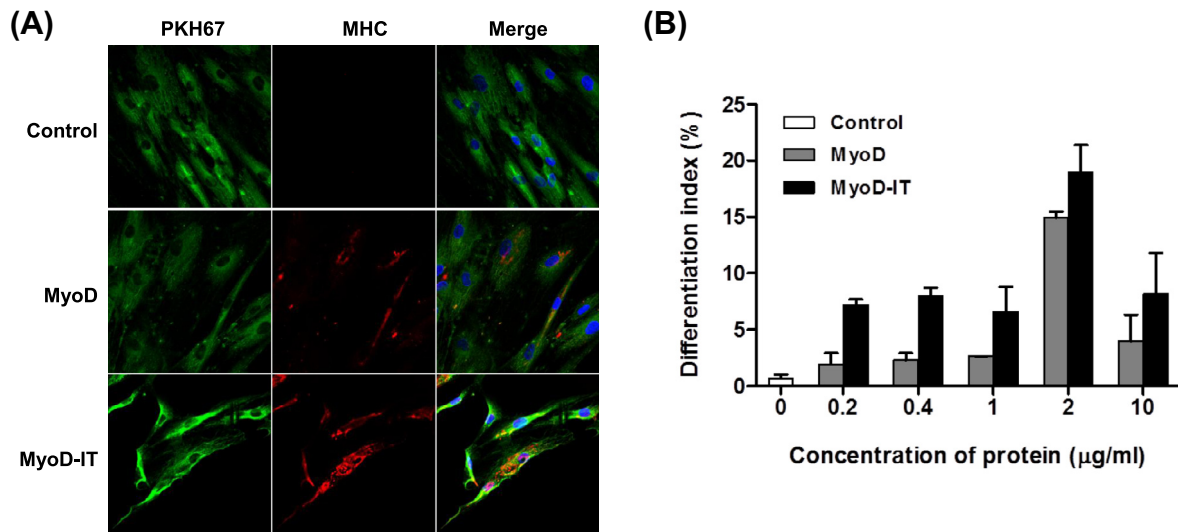 (A)
PKH67 MHC Merge
Control
MyoD
MyoD-IT
(B)
Differentiation index (%)
25
20
15
10
5
0
Control
MyoD
MyoD-IT
0 0.2 0.4 1 2 10
Concentration of protein (μg/ml)